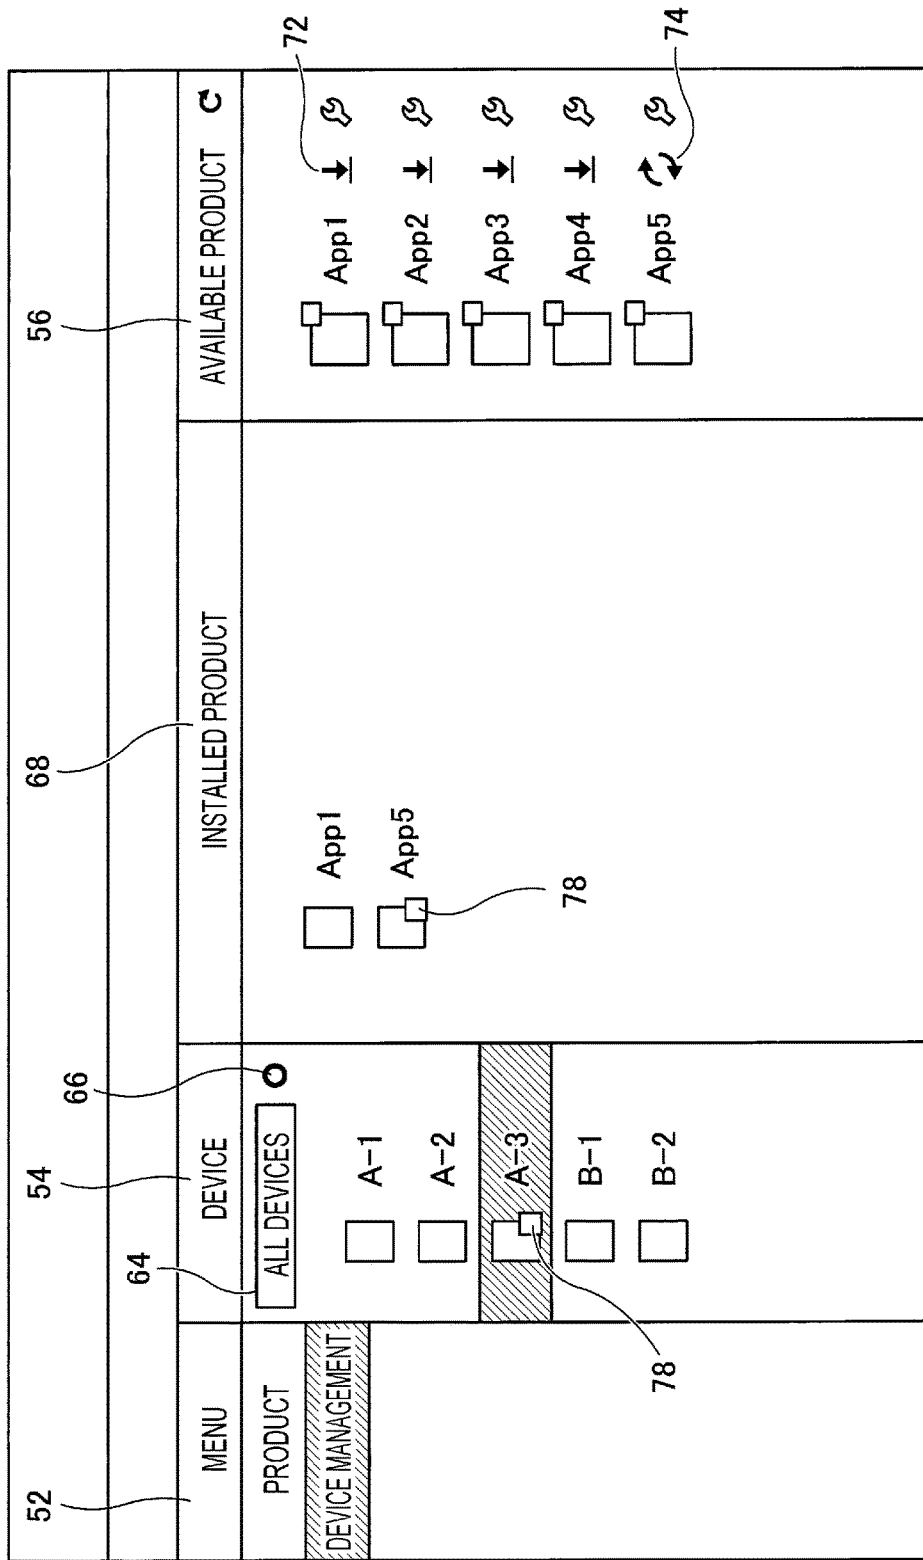 52
54
68
56
MENU
DEVICE
INSTALLED PRODUCT
AVAILABLE PRODUCT
64
66
PRODUCT
ALL DEVICES
DEVICE MANAGEMENT
A-1
A-2
A-3
B-1
B-2
78
App1
App5
78
App1
App2
App3
App4
App5
72
74